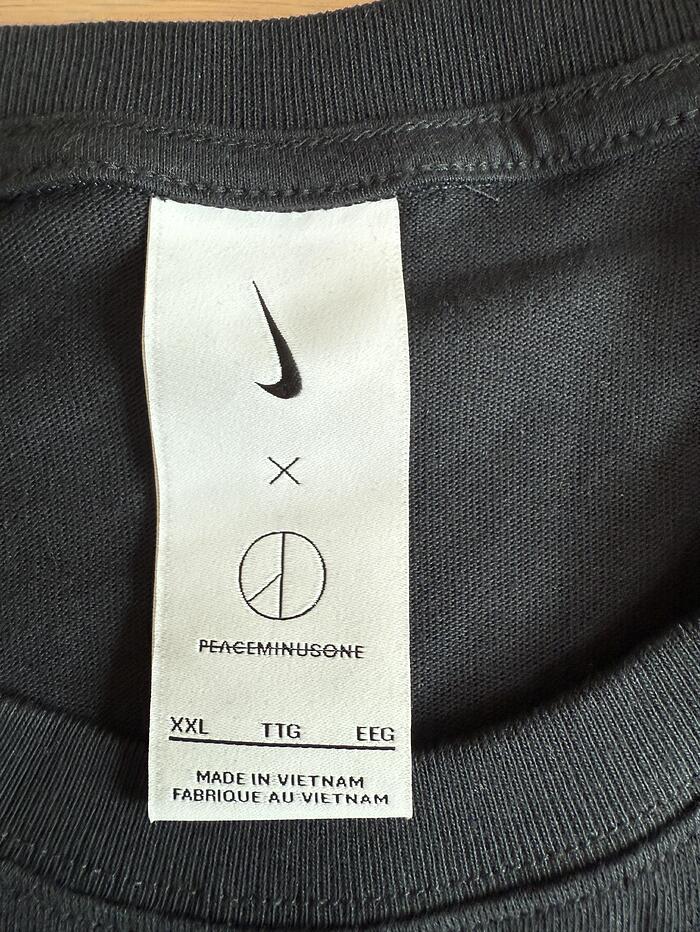 X
PEACEMINUSONE
XXL TTG EEG
MADE IN VIETNAM
FABRIQUE AU VIETNAM